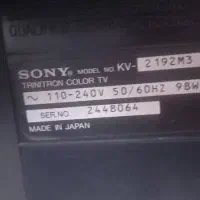 SONY® MODEL NO. KV-2192M3
TRINITRON COLOR TV
~ 110-240V 50/60HZ 98W
SER.NO. 2448064
MADE IN JAPAN